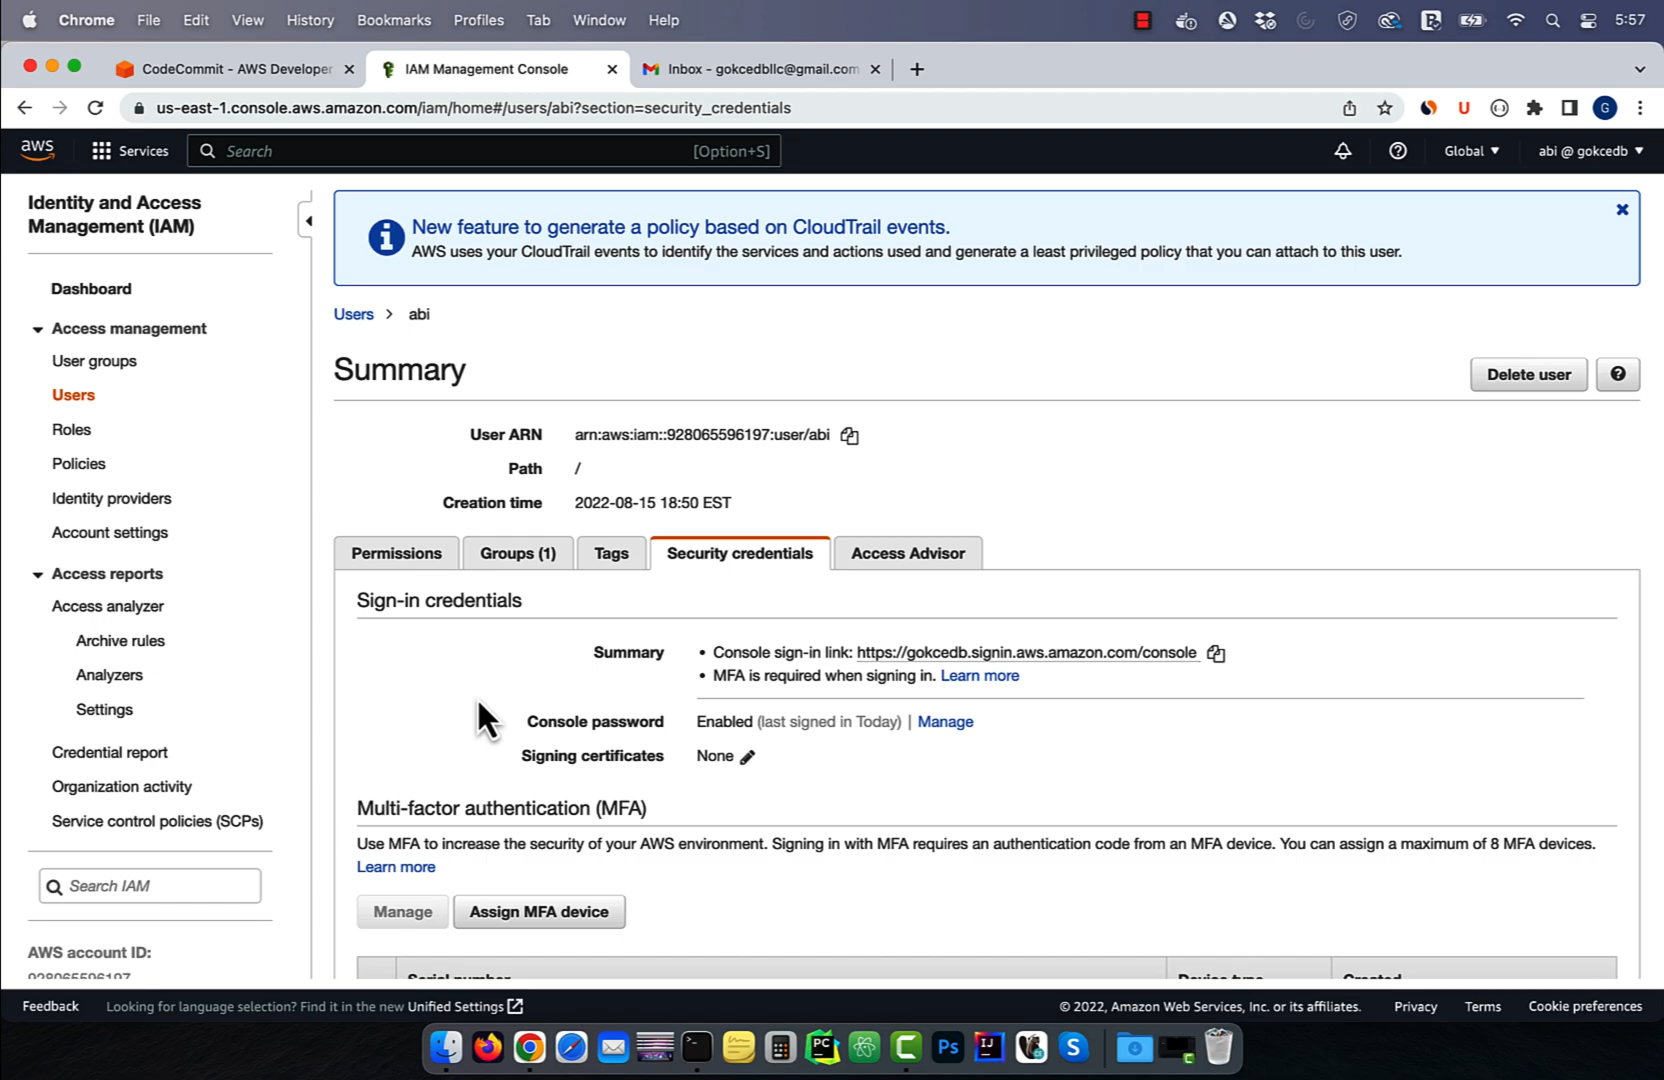 Chrome File Edit View History Bookmarks Profiles Tab Window Help 5:57
CodeCommit - AWS Developer
IAM Management Console
Inbox - gokcedbllc@gmail.com
us-east-1.console.aws.amazon.com/iam/home#/users/abi?section=security_credentials
U G
aws Services Search [Option+S] Global abi @ gokcedb
Identity and Access
Management (IAM)
Dashboard
Access management
User groups
Users
Roles
Policies
Identity providers
Account settings
Access reports
Access analyzer
Archive rules
Analyzers
Settings
Credential report
Organization activity
Service control policies (SCPs)
Search IAM
AWS account ID:
928065596197
New feature to generate a policy based on CloudTrail events.
AWS uses your CloudTrail events to identify the services and actions used and generate a least privileged policy that you can attach to this user.
Users > abi
Summary
Delete user
User ARN arn:aws:iam::928065596197:user/abi
Path /
Creation time 2022-08-15 18:50 EST
Permissions Groups (1) Tags Security credentials Access Advisor
Sign-in credentials
Summary • Console sign-in link: https://gokcedb.signin.aws.amazon.com/console
• MFA is required when signing in. Learn more
Console password Enabled (last signed in Today) | Manage
Signing certificates None
Multi-factor authentication (MFA)
Use MFA to increase the security of your AWS environment. Signing in with MFA requires an authentication code from an MFA device. You can assign a maximum of 8 MFA devices.
Learn more
Manage Assign MFA device
Serial number Device type Created
Feedback Looking for language selection? Find it in the new Unified Settings © 2022, Amazon Web Services, Inc. or its affiliates. Privacy Terms Cookie preferences
PC C Ps IJ S